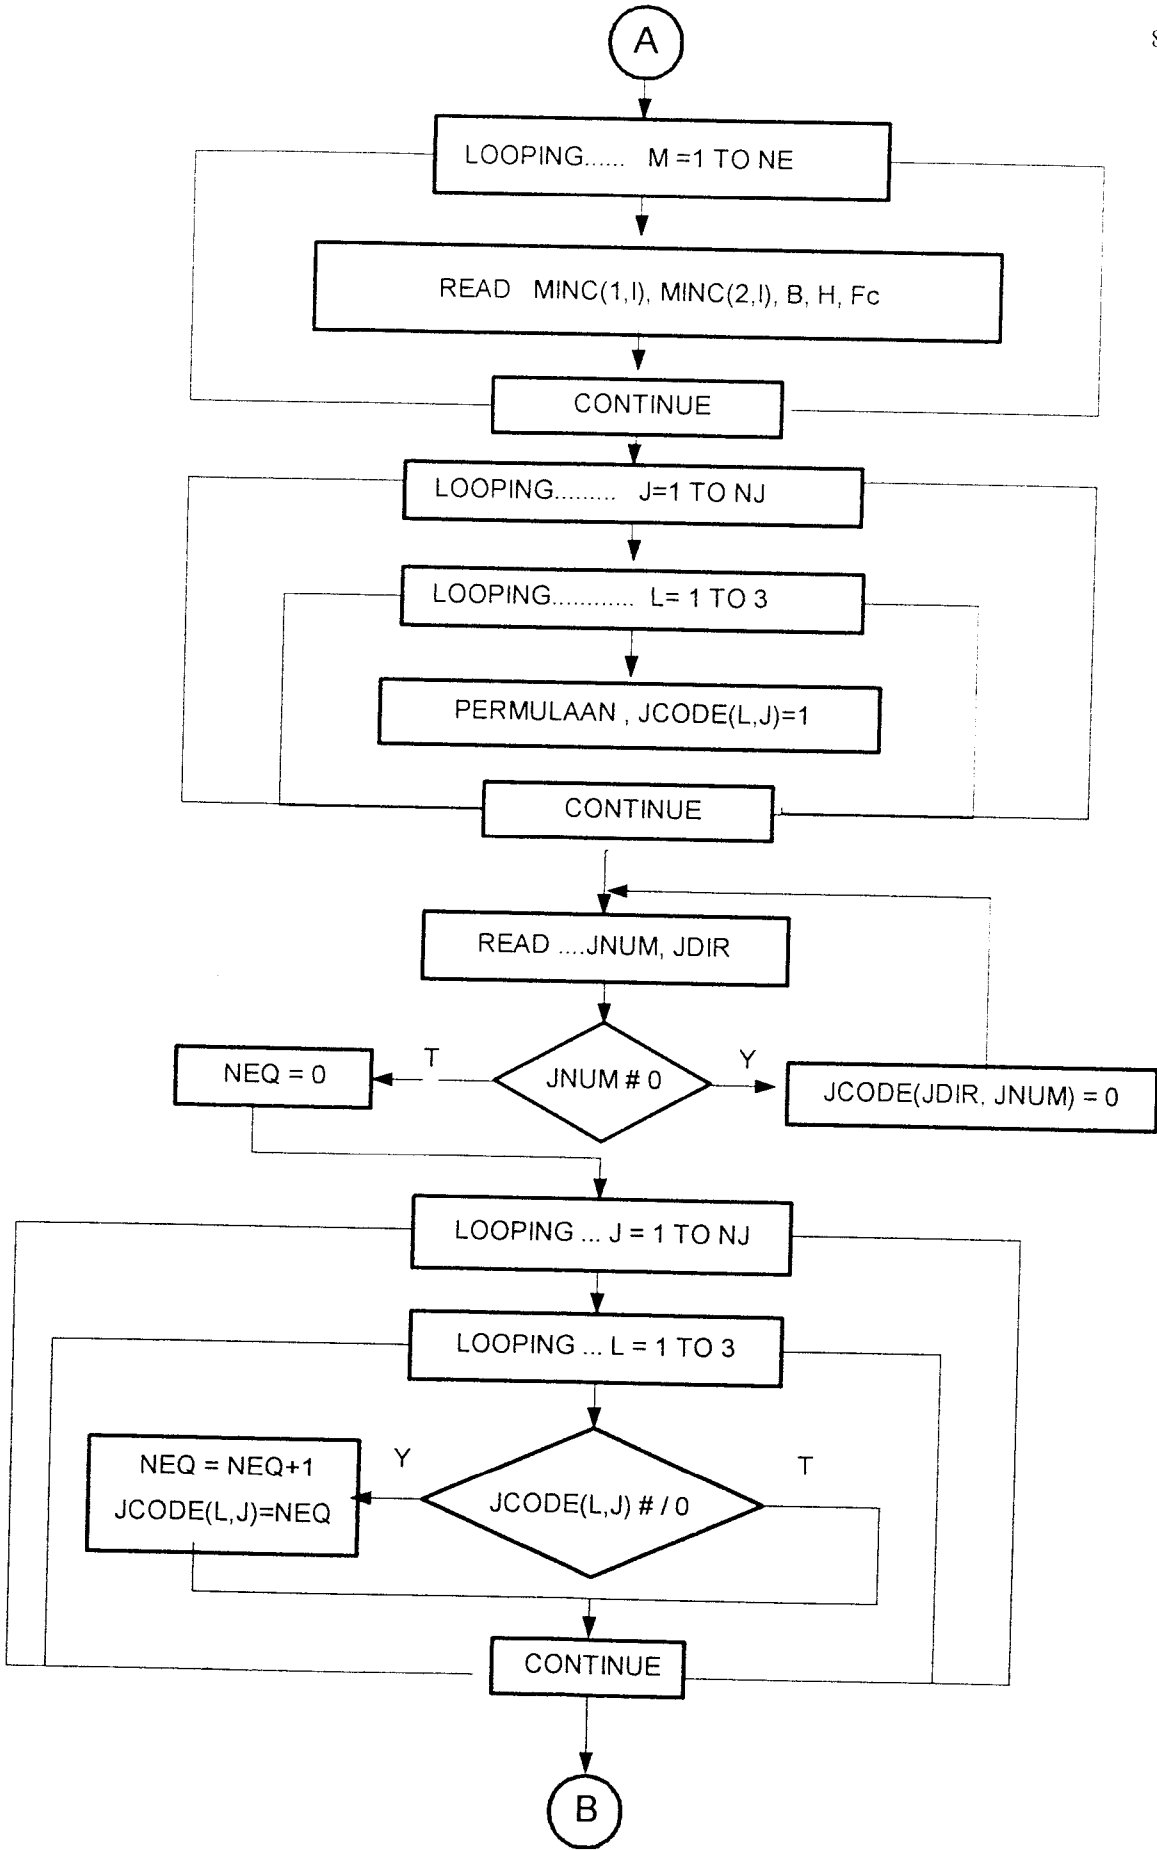 A
LOOPING...... M =1 TO NE
READ MINC(1,I), MINC(2,I), B, H, Fc
CONTINUE
LOOPING......... J=1 TO NJ
LOOPING............ L= 1 TO 3
PERMULAAN , JCODE(L,J)=1
CONTINUE
READ ....JNUM, JDIR
NEQ = 0
T
JNUM # 0
Y
JCODE(JDIR, JNUM) = 0
LOOPING ... J = 1 TO NJ
LOOPING ... L = 1 TO 3
NEQ = NEQ+1
JCODE(L,J)=NEQ
Y
JCODE(L,J) # / 0
T
CONTINUE
B